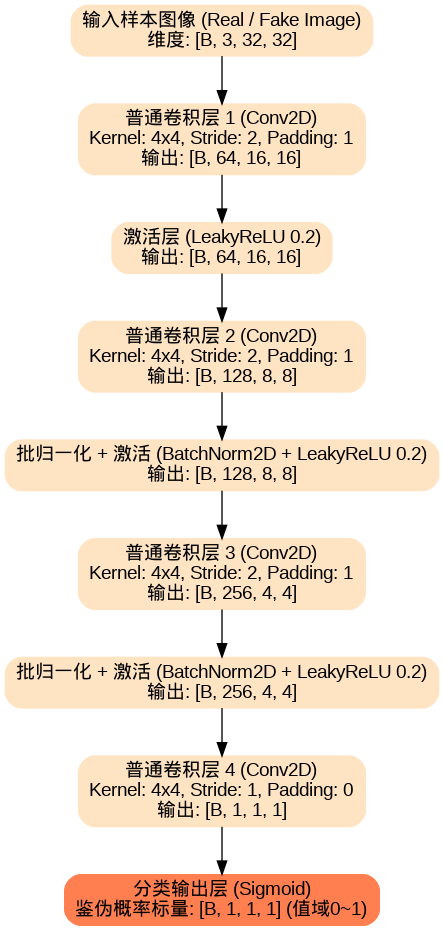 输入样本图像 (Real / Fake Image)
维度: [B, 3, 32, 32]
普通卷积层 1 (Conv2D)
Kernel: 4x4, Stride: 2, Padding: 1
输出: [B, 64, 16, 16]
激活层 (LeakyReLU 0.2)
输出: [B, 64, 16, 16]
普通卷积层 2 (Conv2D)
Kernel: 4x4, Stride: 2, Padding: 1
输出: [B, 128, 8, 8]
批归一化 + 激活 (BatchNorm2D + LeakyReLU 0.2)
输出: [B, 128, 8, 8]
普通卷积层 3 (Conv2D)
Kernel: 4x4, Stride: 2, Padding: 1
输出: [B, 256, 4, 4]
批归一化 + 激活 (BatchNorm2D + LeakyReLU 0.2)
输出: [B, 256, 4, 4]
普通卷积层 4 (Conv2D)
Kernel: 4x4, Stride: 1, Padding: 0
输出: [B, 1, 1, 1]
分类输出层 (Sigmoid)
鉴伪概率标量: [B, 1, 1, 1] (值域0~1)